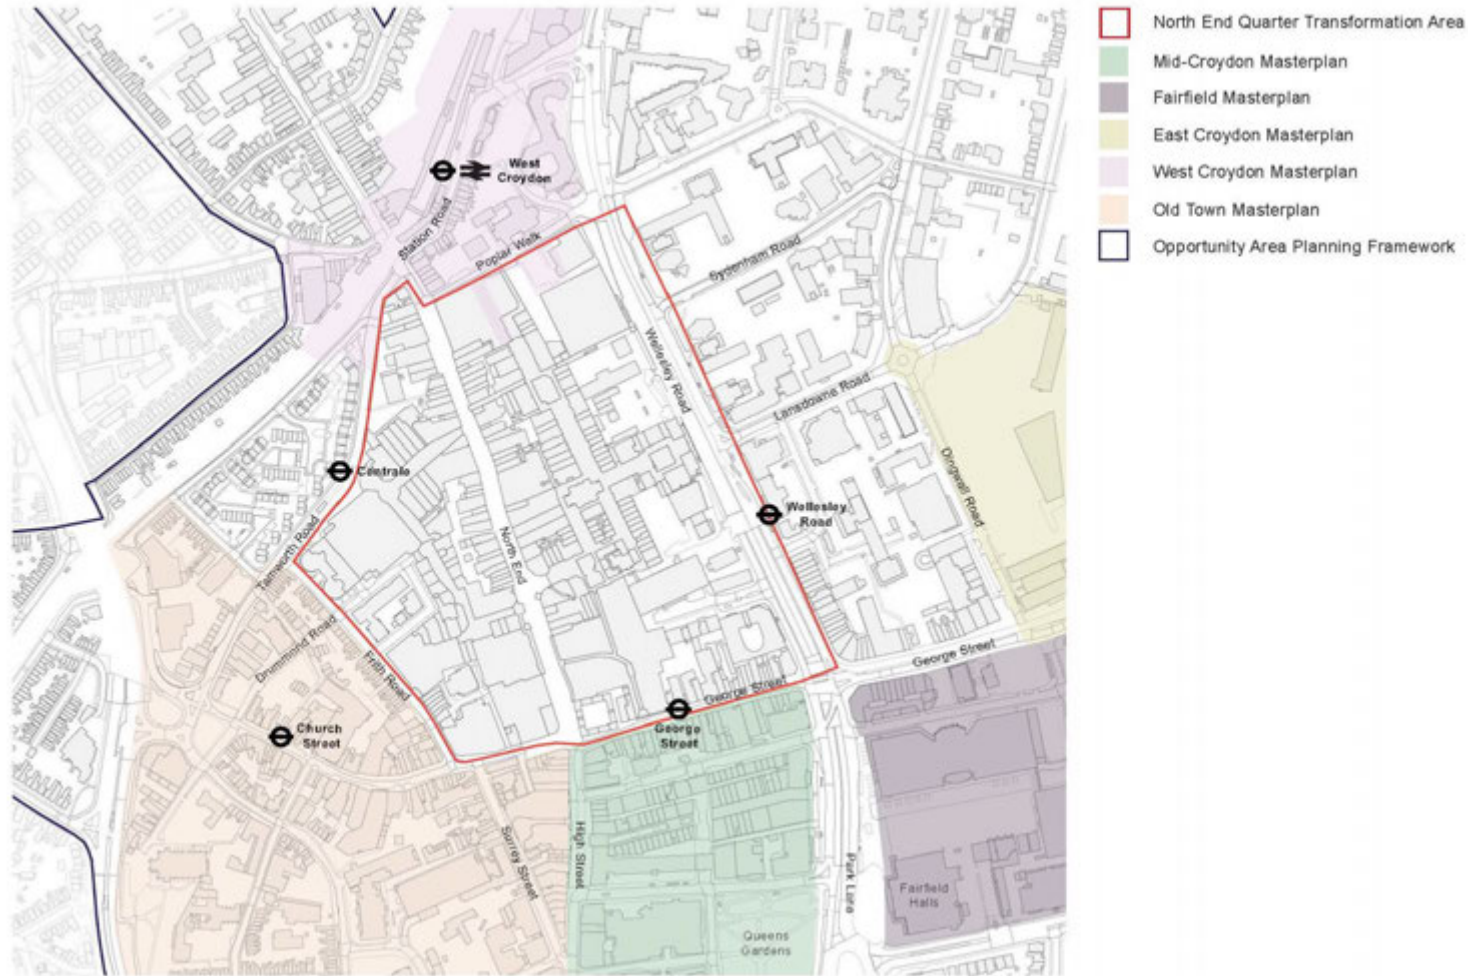 North End Quarter Transformation Area
Mid-Croydon Masterplan
Fairfield Masterplan
East Croydon Masterplan
West Croydon Masterplan
Old Town Masterplan
Opportunity Area Planning Framework
West
Croydon
Station Road
Poplar Walk
Sydenham Road
Wellesley Road
Lansdowne Road
Centrale
Dingwall Road
Wellesley
Road
North End
Tamworth Road
Drummond Road
Frith Road
George Street
George Street
George
Street
Church
Street
Surrey Street
High Street
Park Lane
Fairfield
Halls
Queens
Gardens